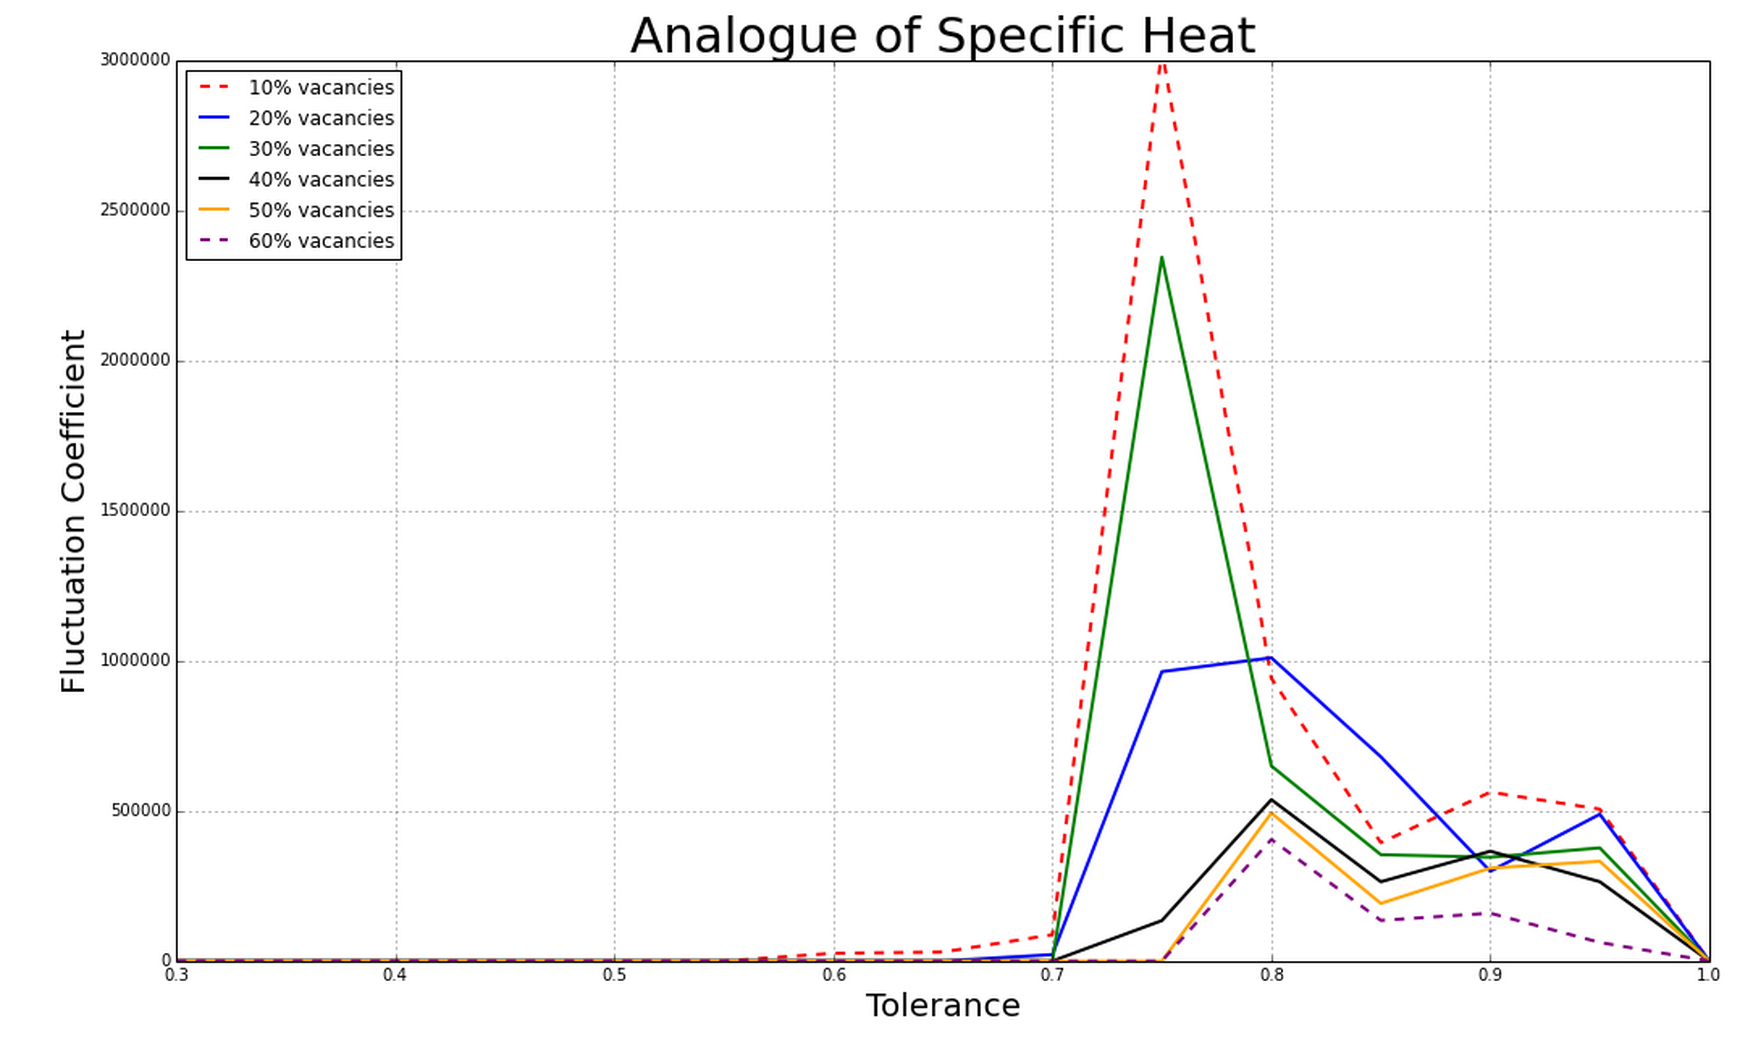 Analogue of Specific Heat
3000000
2500000
2000000
1500000
1000000
500000
0
Fluctuation Coefficient
10% vacancies
20% vacancies
30% vacancies
40% vacancies
50% vacancies
60% vacancies
0.3 0.4 0.5 0.6 0.7 0.8 0.9 1.0
Tolerance